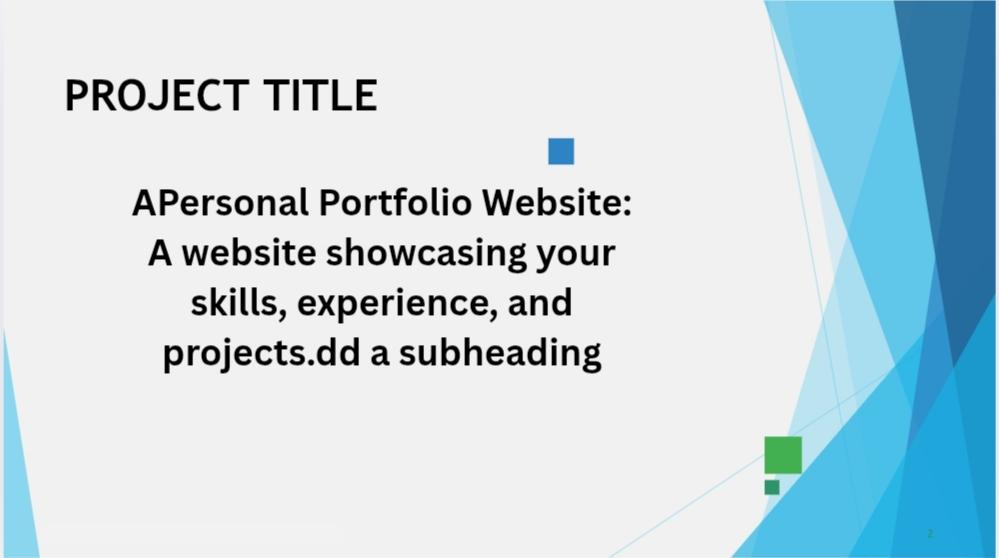 PROJECT TITLE
APersonal Portfolio Website:
A website showcasing your
skills, experience, and
projects.dd a subheading
2